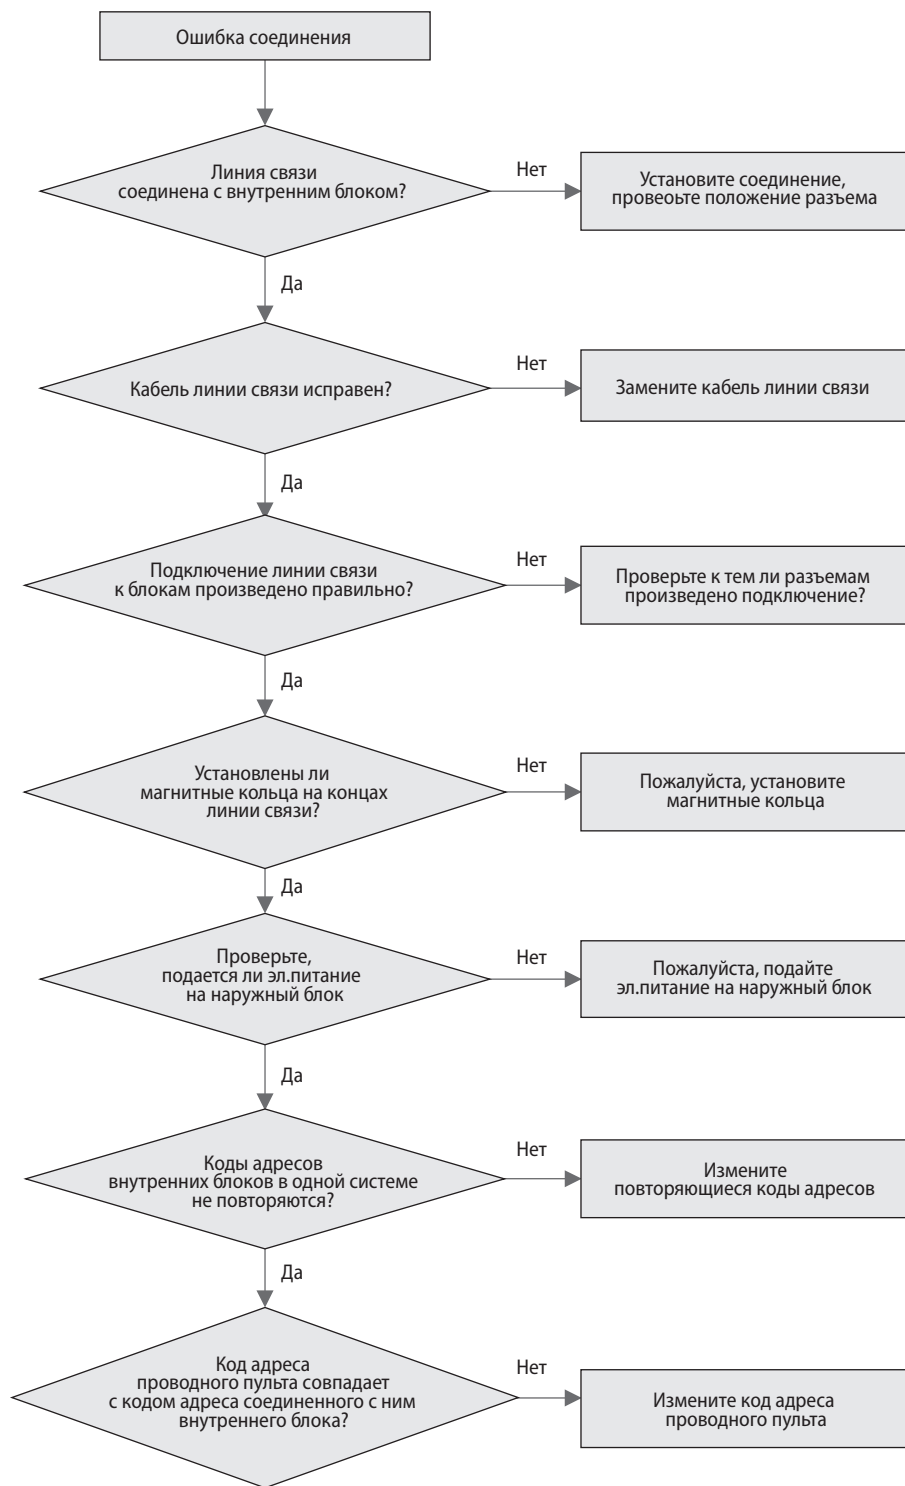 Ошибка соединения
Линия связи
соединена с внутренним блоком?
Нет
Установите соединение,
провеоьте положение разъема
Да
Кабель линии связи исправен?
Нет
Замените кабель линии связи
Да
Подключение линии связи
к блокам произведено правильно?
Нет
Проверьте к тем ли разъемам
произведено подключение?
Да
Установлены ли
магнитные кольца на концах
линии связи?
Нет
Пожалуйста, установите
магнитные кольца
Да
Проверьте,
подается ли эл.питание
на наружный блок
Нет
Пожалуйста, подайте
эл.питание на наружный блок
Да
Коды адресов
внутренних блоков в одной системе
не повторяются?
Нет
Измените
повторяющиеся коды адресов
Да
Код адреса
проводного пульта совпадает
с кодом адреса соединенного с ним
внутреннего блока?
Нет
Измените код адреса
проводного пульта